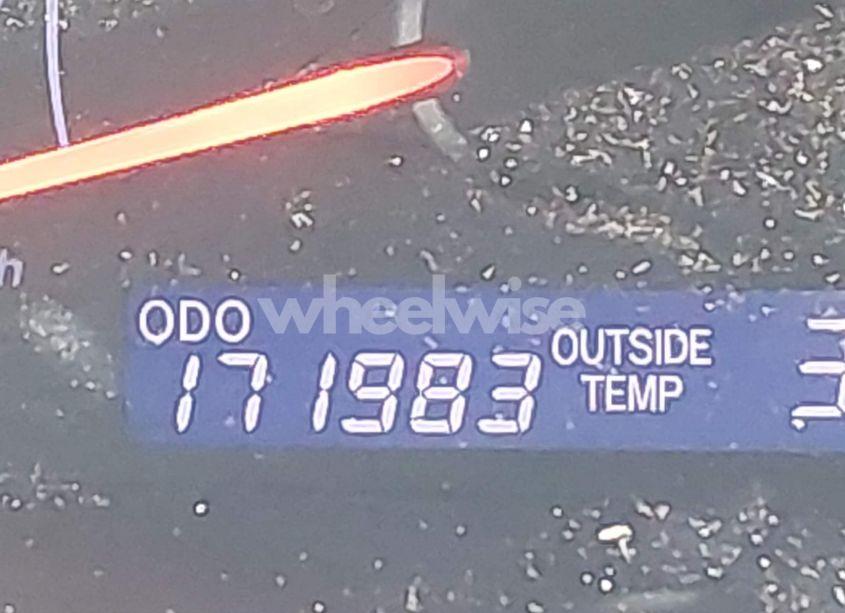 wheelwise
ODO
171983
OUTSIDE
TEMP